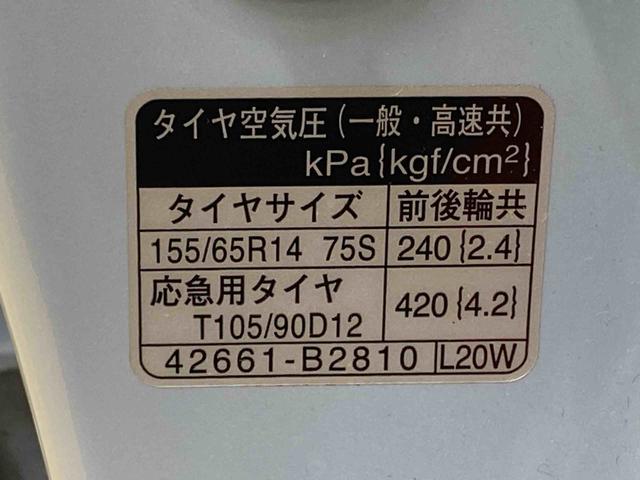 タイヤ空気圧(一般・高速共)
kPa{kgf/cm²}
タイヤサイズ 前後輪共
155/65R14 75S 240{2.4}
応急用タイヤ
T105/90D12 420{4.2}
42661-B2810 L20W